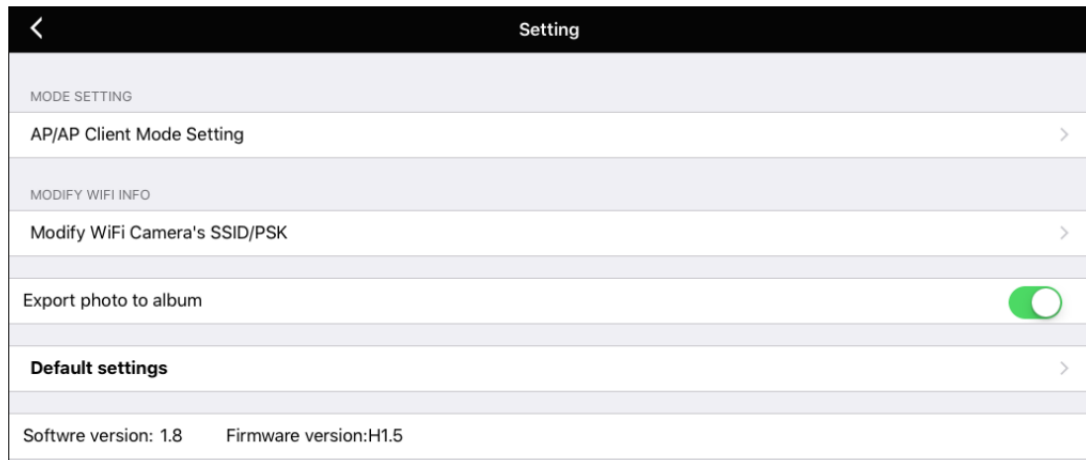 Setting
MODE SETTING
AP/AP Client Mode Setting
MODIFY WIFI INFO
Modify WiFi Camera's SSID/PSK
Export photo to album
Default settings
Softwre version: 1.8 Firmware version:H1.5